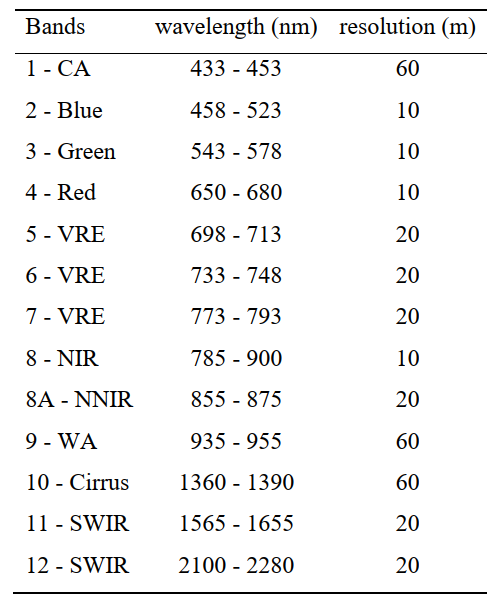 Bands wavelength (nm) resolution (m)
1 - CA 433 - 453 60
2 - Blue 458 - 523 10
3 - Green 543 - 578 10
4 - Red 650 - 680 10
5 - VRE 698 - 713 20
6 - VRE 733 - 748 20
7 - VRE 773 - 793 20
8 - NIR 785 - 900 10
8A - NNIR 855 - 875 20
9 - WA 935 - 955 60
10 - Cirrus 1360 - 1390 60
11 - SWIR 1565 - 1655 20
12 - SWIR 2100 - 2280 20